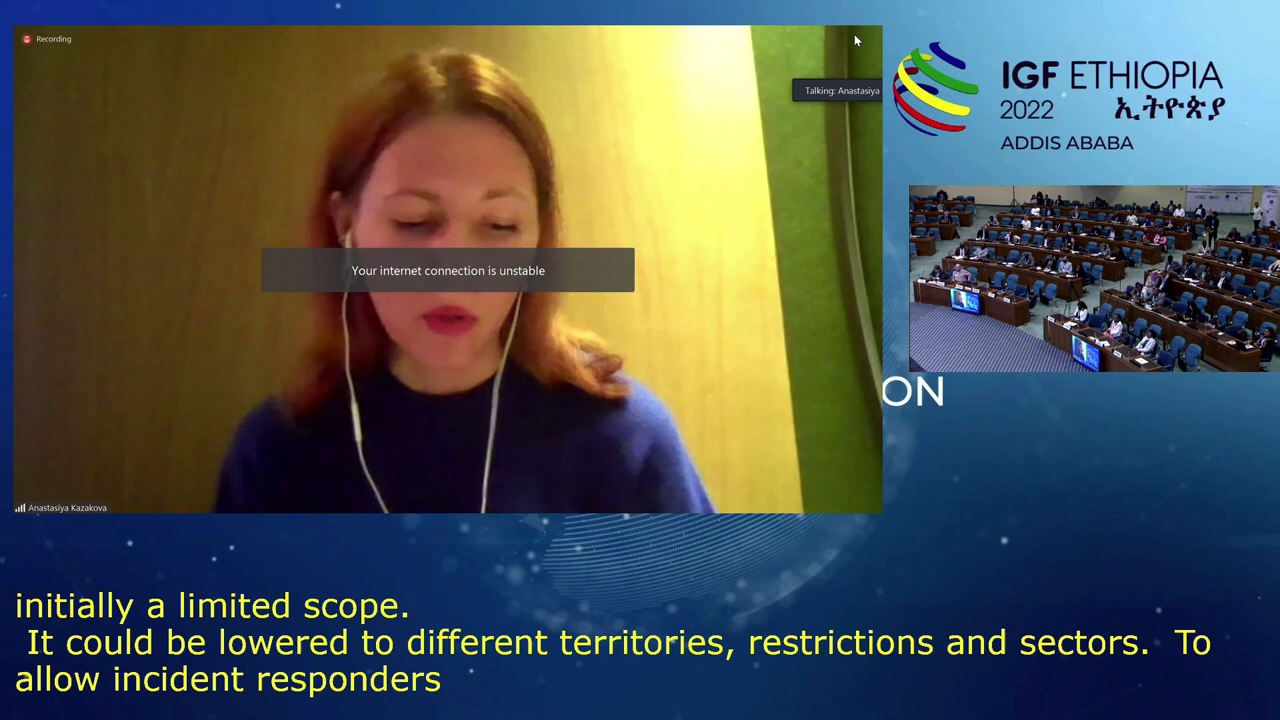 Recording
Talking: Anastasiya
Your internet connection is unstable
Anastasiya Kazakova
IGF ETHIOPIA
2022 ኢትዮጵያ
ADDIS ABABA
ON
initially a limited scope.
It could be lowered to different territories, restrictions and sectors. To
allow incident responders